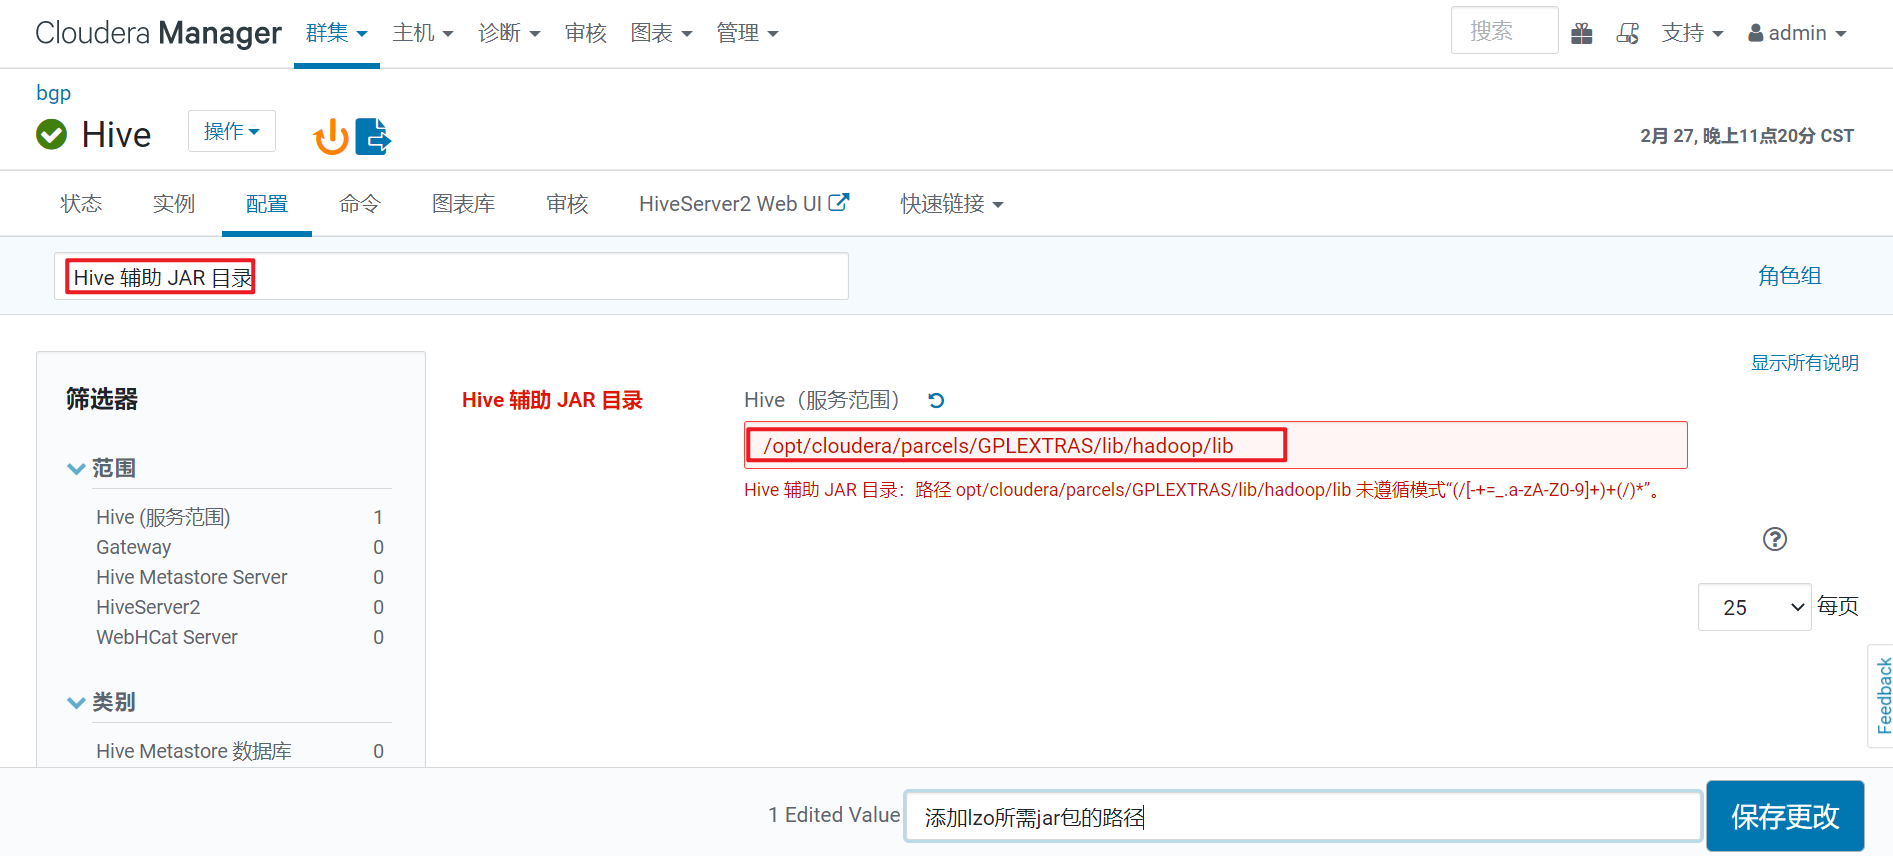 Cloudera Manager 群集 主机 诊断 审核 图表 管理 搜索 支持 admin
bgp
Hive 操作 2月 27, 晚上11点20分 CST
状态 实例 配置 命令 图表库 审核 HiveServer2 Web UI 快速链接
Hive 辅助 JAR 目录 角色组
显示所有说明
筛选器
范围
Hive (服务范围) 1
Gateway 0
Hive Metastore Server 0
HiveServer2 0
WebHCat Server 0
类别
Hive Metastore 数据库 0
Hive 辅助 JAR 目录 Hive（服务范围）
/opt/cloudera/parcels/GPLEXTRAS/lib/hadoop/lib
Hive 辅助 JAR 目录：路径 opt/cloudera/parcels/GPLEXTRAS/lib/hadoop/lib 未遵循模式“(/[-+=_.a-zA-Z0-9]+)+(/)*”。
25 每页
Feedback
1 Edited Value 添加lzo所需jar包的路径 保存更改